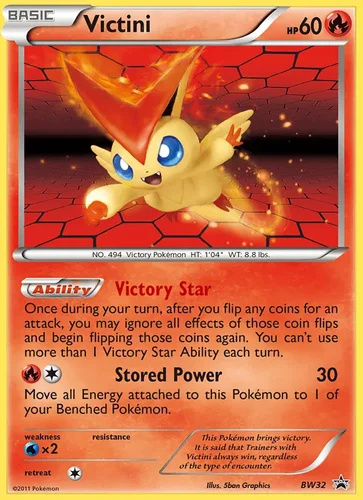 BASIC
Victini
HP60
NO. 494 Victory Pokémon HT: 1'04" WT: 8.8 lbs.
Ability Victory Star
Once during your turn, after you flip any coins for an
attack, you may ignore all effects of those coin flips
and begin flipping those coins again. You can't use
more than 1 Victory Star Ability each turn.
Stored Power 30
Move all Energy attached to this Pokémon to 1 of
your Benched Pokémon.
weakness resistance
×2
retreat
This Pokémon brings victory.
It is said that Trainers with
Victini always win, regardless
of the type of encounter.
©2011 Pokémon
Illus. 5ban Graphics
BW32
PROMO